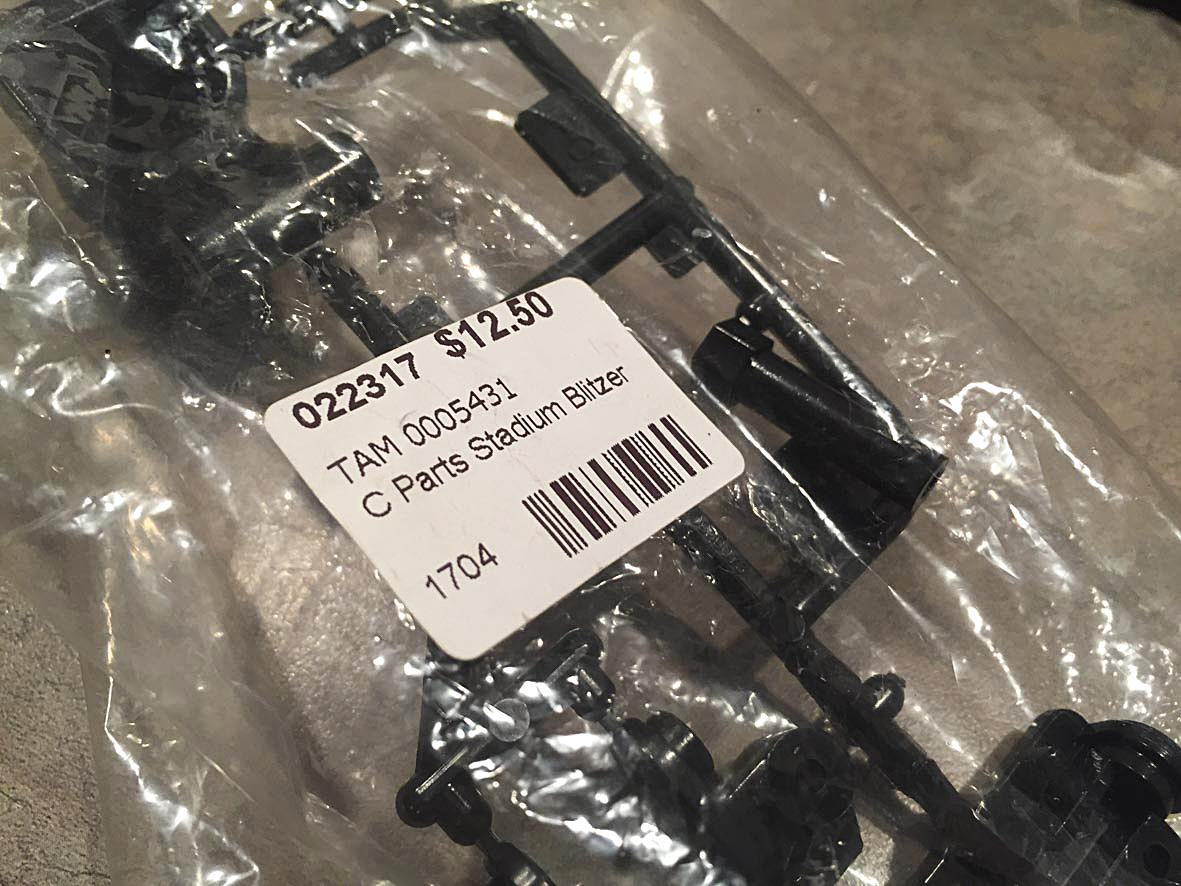 022317 $12.50
TAM 0005431
C Parts Stadium Blitzer
1704